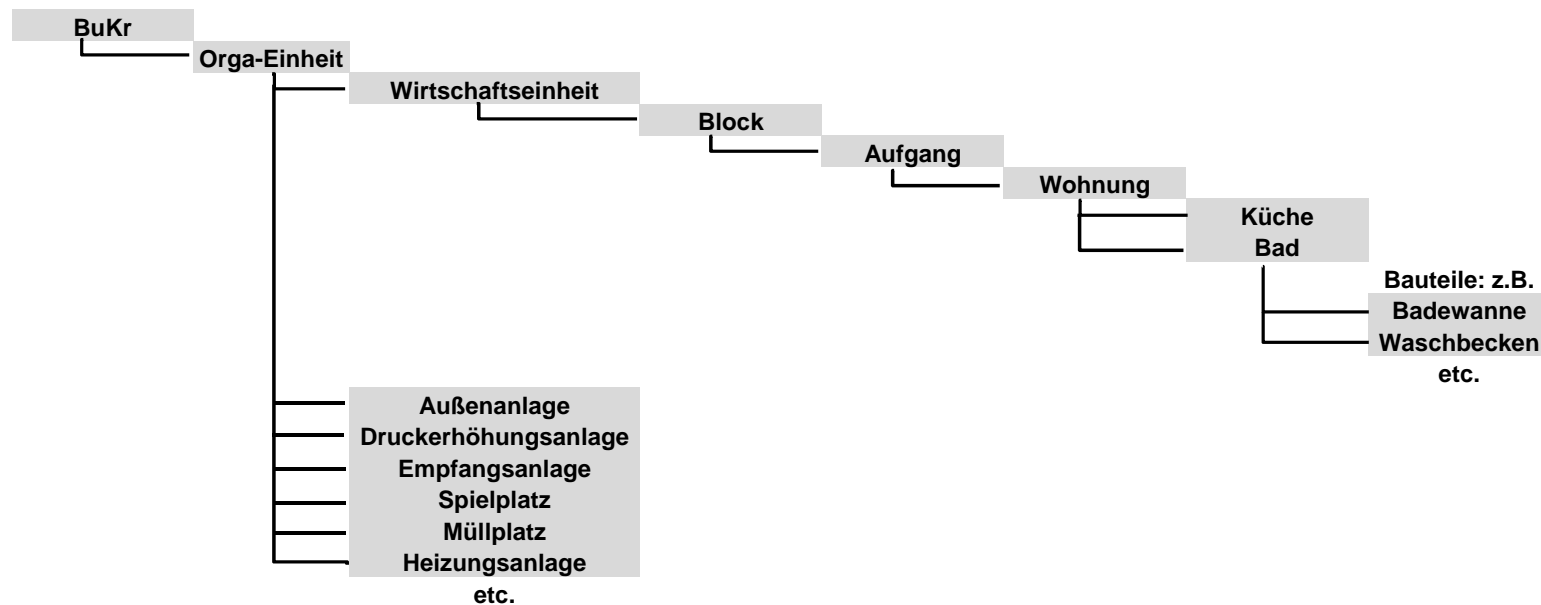 BuKr
Orga-Einheit
Wirtschaftseinheit
Block
Aufgang
Wohnung
Küche
Bad
Bauteile: z.B.
Badewanne
Waschbecken
etc.
Außenanlage
Druckerhöhungsanlage
Empfangsanlage
Spielplatz
Müllplatz
Heizungsanlage
etc.